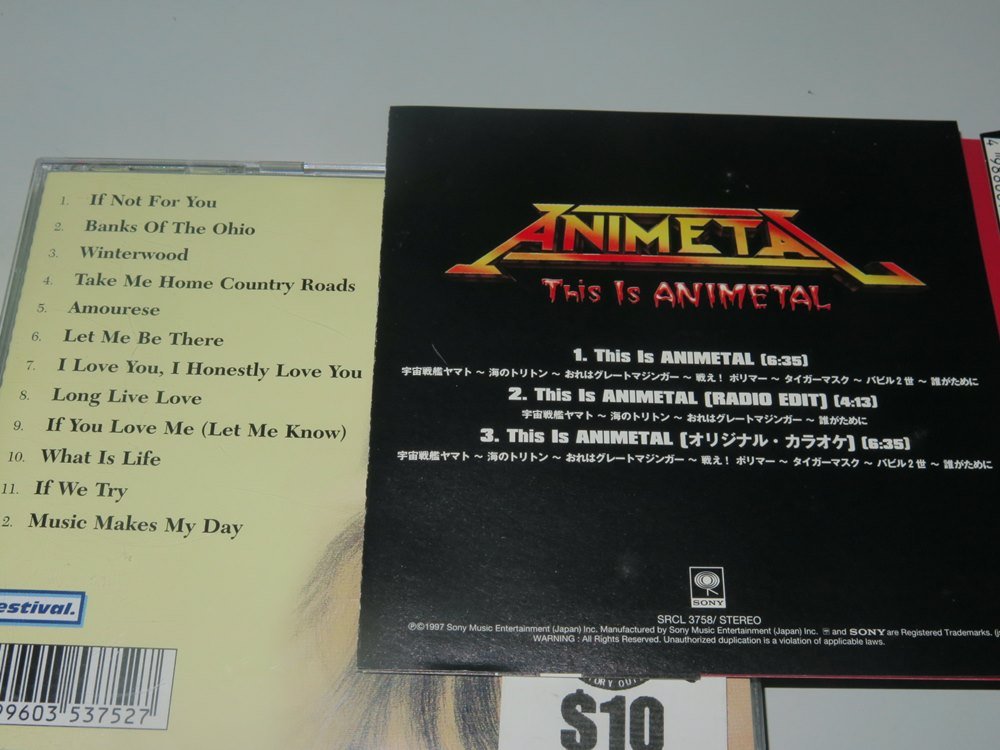 1. If Not For You
2. Banks Of The Ohio
3. Winterwood
4. Take Me Home Country Roads
5. Amourese
6. Let Me Be There
7. I Love You, I Honestly Love You
8. Long Live Love
9. If You Love Me (Let Me Know)
10. What Is Life
11. If We Try
2. Music Makes My Day
estival.
99603 537527
ANIMETAL
This Is ANIMETAL
1. This Is ANIMETAL (6:35)
宇宙戦艦ヤマト ～ 海のトリトン ～ おれはグレートマジンガー ～ 戦え！ ポリマー ～ タイガーマスク ～ バビル2世 ～ 誰がために
2. This Is ANIMETAL (RADIO EDIT) (4:13)
宇宙戦艦ヤマト ～ 海のトリトン ～ おれはグレートマジンガー ～ 誰がために
3. This Is ANIMETAL (オリジナル・カラオケ) (6:35)
宇宙戦艦ヤマト ～ 海のトリトン ～ おれはグレートマジンガー ～ 戦え！ ポリマー ～ タイガーマスク ～ バビル2世 ～ 誰がために
SONY
SRCL 3758/ STEREO
℗©1997 Sony Music Entertainment (Japan) Inc. Manufactured by Sony Music Entertainment (Japan) Inc. and SONY are Registered Trademarks.
WARNING : All Rights Reserved. Unauthorized duplication is a violation of applicable laws.
$10